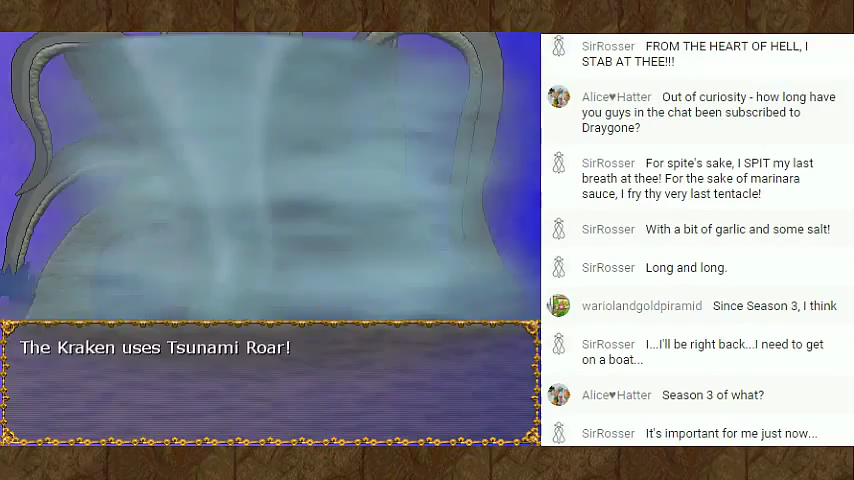 The Kraken uses Tsunami Roar!
SirRosser FROM THE HEART OF HELL, I
STAB AT THEE!!!
Alice♥Hatter Out of curiosity - how long have
you guys in the chat been subscribed to
Draygone?
SirRosser For spite's sake, I SPIT my last
breath at thee! For the sake of marinara
sauce, I fry thy very last tentacle!
SirRosser With a bit of garlic and some salt!
SirRosser Long and long.
wariolandgoldpiramid Since Season 3, I think
SirRosser I...I'll be right back...I need to get
on a boat...
Alice♥Hatter Season 3 of what?
SirRosser It's important for me just now...